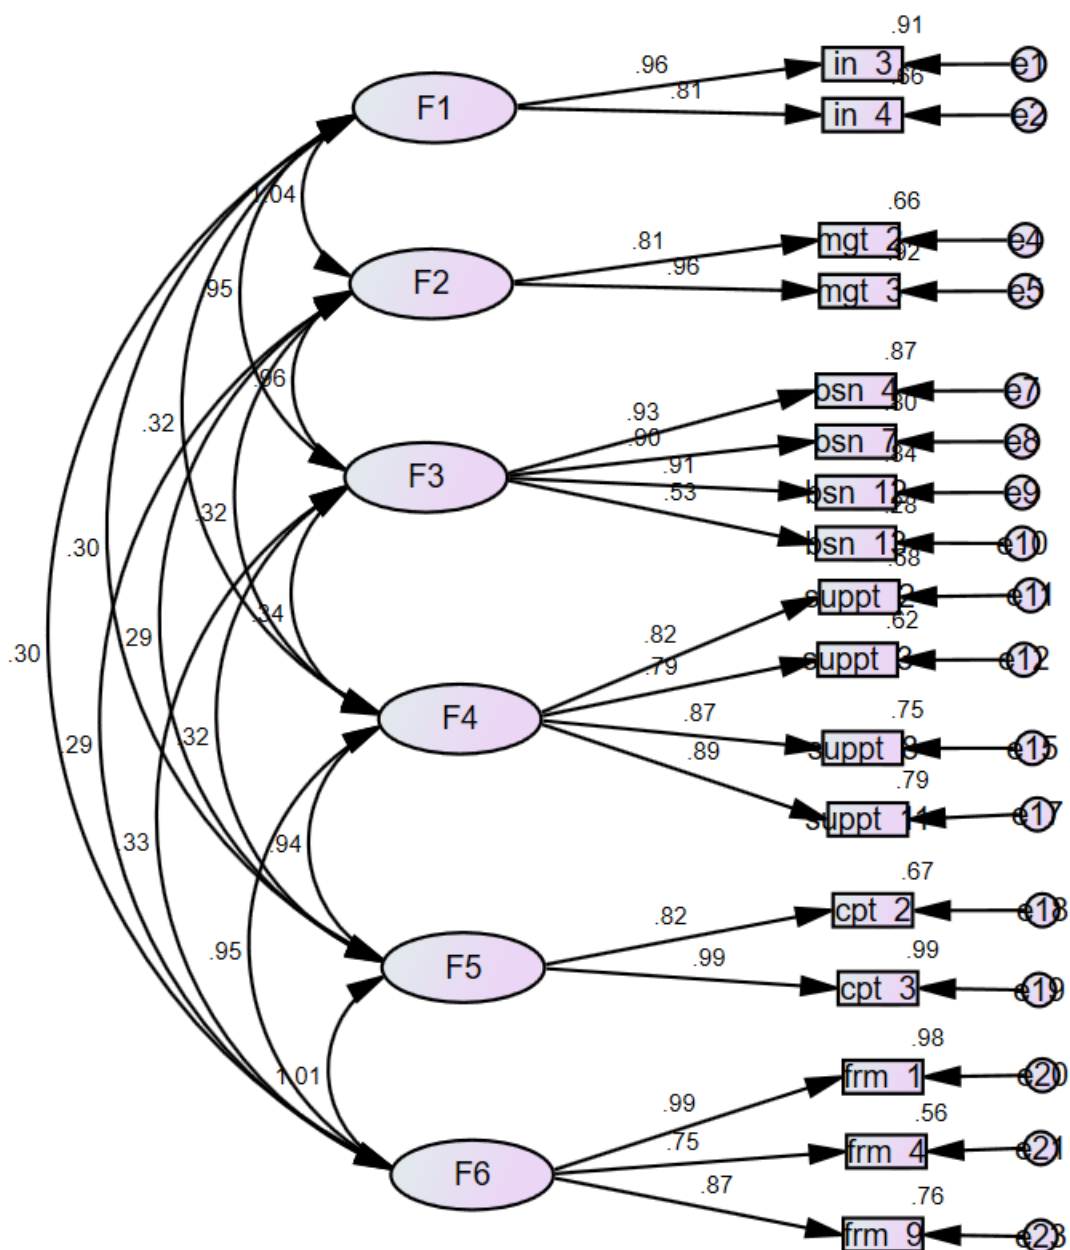 .91
.96
in 3
e1
.66
.81
F1
in 4
e2
1.04
.66
.81
mgt 2
e4
.92
.96
F2
mgt 3
e5
.95
.87
.96
.93
bsn 4
e7
.80
.32
.90
bsn 7
e8
.84
.91
F3
bsn 12
e9
.53
.28
.32
bsn 13
e10
.30
.68
.34
.82
suppt 2
e11
.62
.29
.79
suppt 3
e12
.30
.87
.75
F4
.29
.32
.89
suppt 8
e15
.79
suppt 11
e17
.33
.94
.67
.82
cpt 2
e18
.95
.99
.99
F5
cpt 3
e19
.98
1.01
.99
frm 1
e20
.56
.75
F6
frm 4
e21
.87
.76
frm 9
e23